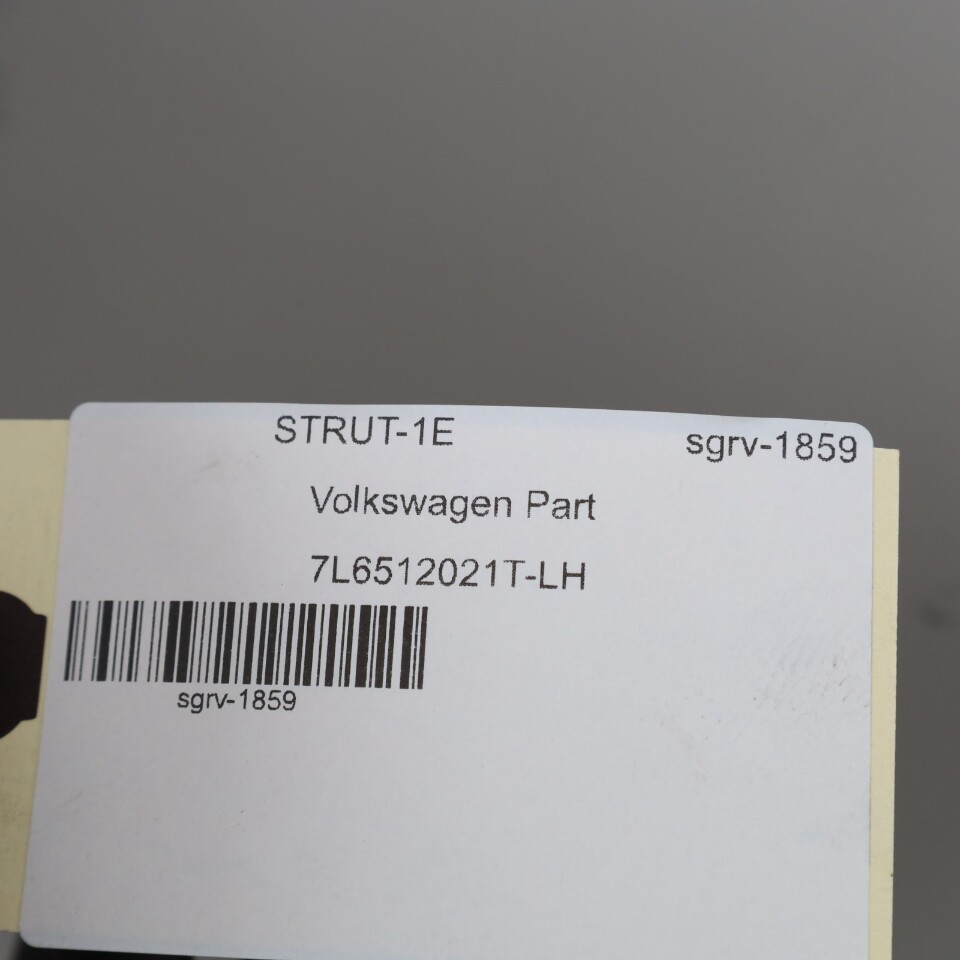 STRUT-1E sgrv-1859
Volkswagen Part
7L6512021T-LH
sgrv-1859